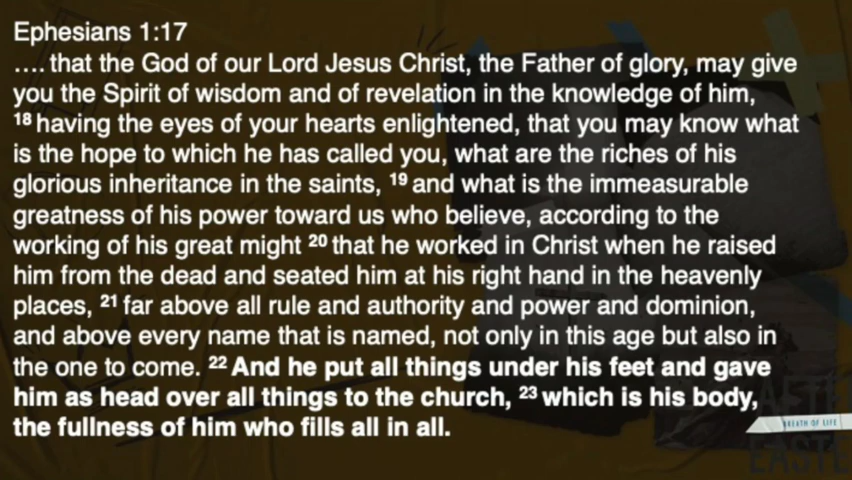 Ephesians 1:17
.... that the God of our Lord Jesus Christ, the Father of glory, may give
you the Spirit of wisdom and of revelation in the knowledge of him,
18 having the eyes of your hearts enlightened, that you may know what
is the hope to which he has called you, what are the riches of his
glorious inheritance in the saints, 19 and what is the immeasurable
greatness of his power toward us who believe, according to the
working of his great might 20 that he worked in Christ when he raised
him from the dead and seated him at his right hand in the heavenly
places, 21 far above all rule and authority and power and dominion,
and above every name that is named, not only in this age but also in
the one to come. 22 And he put all things under his feet and gave
him as head over all things to the church, 23 which is his body,
the fullness of him who fills all in all.
BREATH OF LIFE